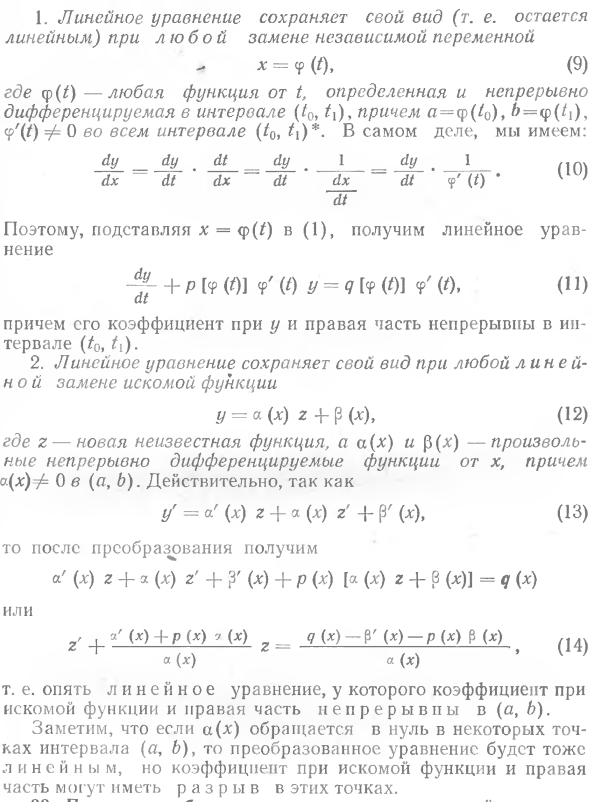 1. Линейное уравнение сохраняет свой вид (т. е. остается
линейным) при любой замене независимой переменной
x = φ (t), (9)
где φ(t) — любая функция от t, определенная и непрерывно
дифференцируемая в интервале (t₀, t₁), причем a=φ(t₀), b=φ(t₁),
φ′(t) ≠ 0 во всем интервале (t₀, t₁)*. В самом деле, мы имеем:
dy/dx = dy/dt · dt/dx = dy/dt · 1/(dx/dt) = dy/dt · 1/φ′ (t) . (10)
Поэтому, подставляя x = φ(t) в (1), получим линейное урав-
нение
dy/dt + p [φ (t)] φ′ (t) y = q [φ (t)] φ′ (t), (11)
причем его коэффициент при y и правая часть непрерывны в ин-
тервале (t₀, t₁).
2. Линейное уравнение сохраняет свой вид при любой линей-
ной замене искомой функции
y = α (x) z + β (x), (12)
где z — новая неизвестная функция, а α(x) и β(x) — произволь-
ные непрерывно дифференцируемые функции от x, причем
α(x) ≠ 0 в (a, b). Действительно, так как
y′ = α′ (x) z + α (x) z′ + β′ (x), (13)
то после преобразования получим
α′ (x) z + α (x) z′ + β′ (x) + p (x) [α (x) z + β (x)] = q (x)
или
z′ + (α′ (x) + p (x) α (x))/α (x) z = (q (x) — β′ (x) — p (x) β (x))/α (x) , (14)
т. е. опять линейное уравнение, у которого коэффициент при
искомой функции и правая часть непрерывны в (a, b).
Заметим, что если α(x) обращается в нуль в некоторых точ-
ках интервала (a, b), то преобразованное уравнение будет тоже
линейным, но коэффициент при искомой функции и правая
часть могут иметь разрыв в этих точках.